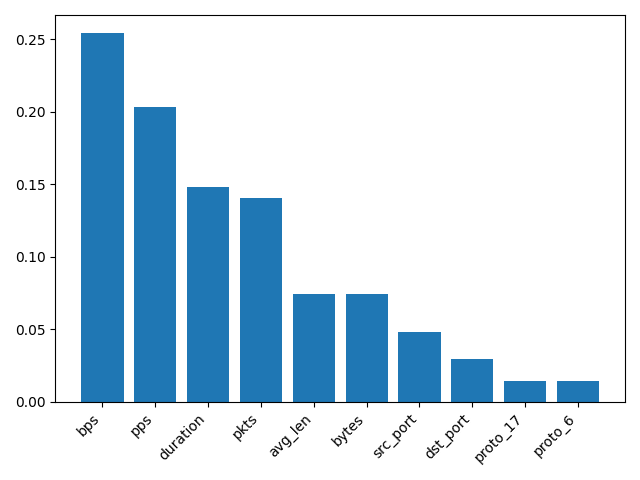 0.25
0.20
0.15
0.10
0.05
0.00
bps
pps
duration
pkts
avg_len
bytes
src_port
dst_port
proto_17
proto_6